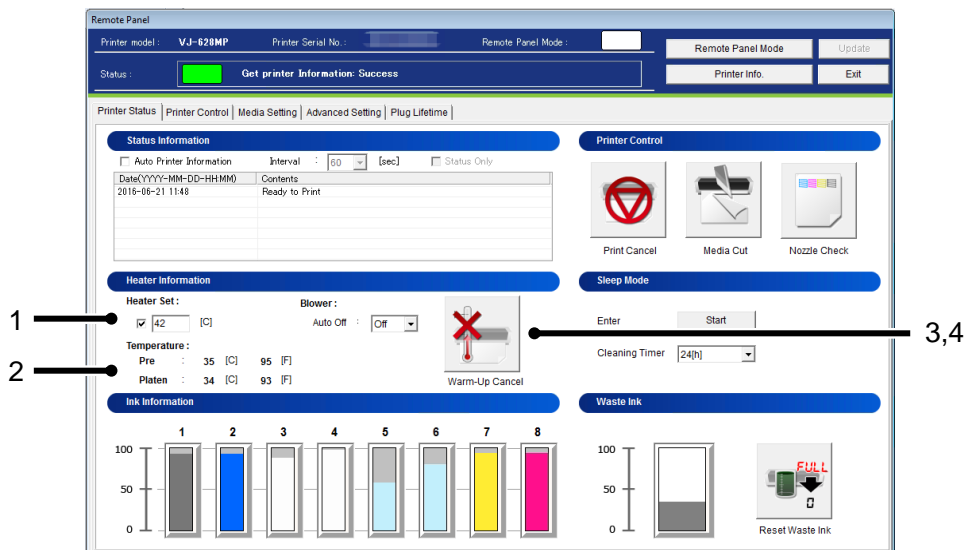 Remote Panel
Printer model : VJ-628MP Printer Serial No. : Remote Panel Mode :
Remote Panel Mode Update
Status : Get printer Information: Success
Printer Info. Exit
Printer Status Printer Control Media Setting Advanced Setting Plug Lifetime
Status Information
Auto Printer Information Interval : 60 [sec] Status Only
Date(YYYY-MM-DD-HH:MM) Contents
2016-06-21 11:48 Ready to Print
Printer Control
Print Cancel Media Cut Nozzle Check
Heater Information
Heater Set :
42 [C]
Blower :
Auto Off : Off
Temperature :
Pre : 35 [C] 95 [F]
Platen : 34 [C] 93 [F]
Warm-Up Cancel
1
2
3,4
Sleep Mode
Enter Start
Cleaning Timer 24[h]
Ink Information
1 2 3 4 5 6 7 8
100
50
0
Waste Ink
100
50
0
FULL
0
Reset Waste Ink